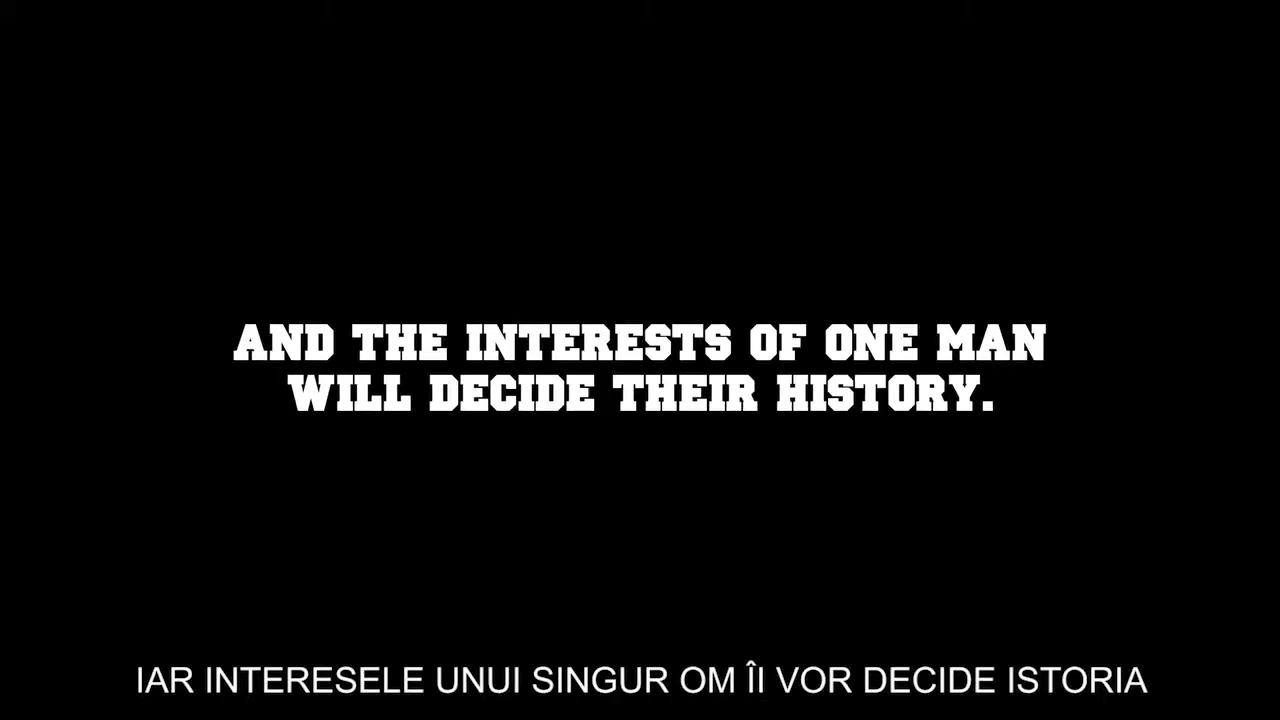 AND THE INTERESTS OF ONE MAN
WILL DECIDE THEIR HISTORY.
IAR INTERESELE UNUI SINGUR OM ÎI VOR DECIDE ISTORIA